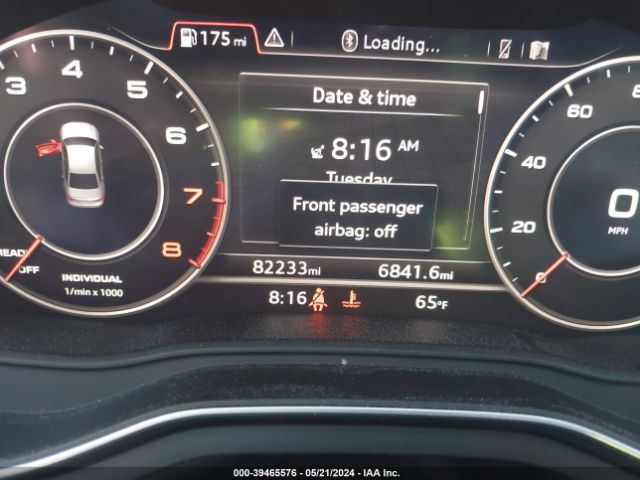 175 mi
Loading...
Date & time
8:16 AM
Tuesday
Front passenger
airbag: off
82233mi 6841.6mi
8:16 65°F
3 4 5 6 7 8
READY
OFF
INDIVIDUAL
1/min x 1000
0 20 40 60 8
0
MPH
000-39465576 - 05/21/2024 - IAA Inc.